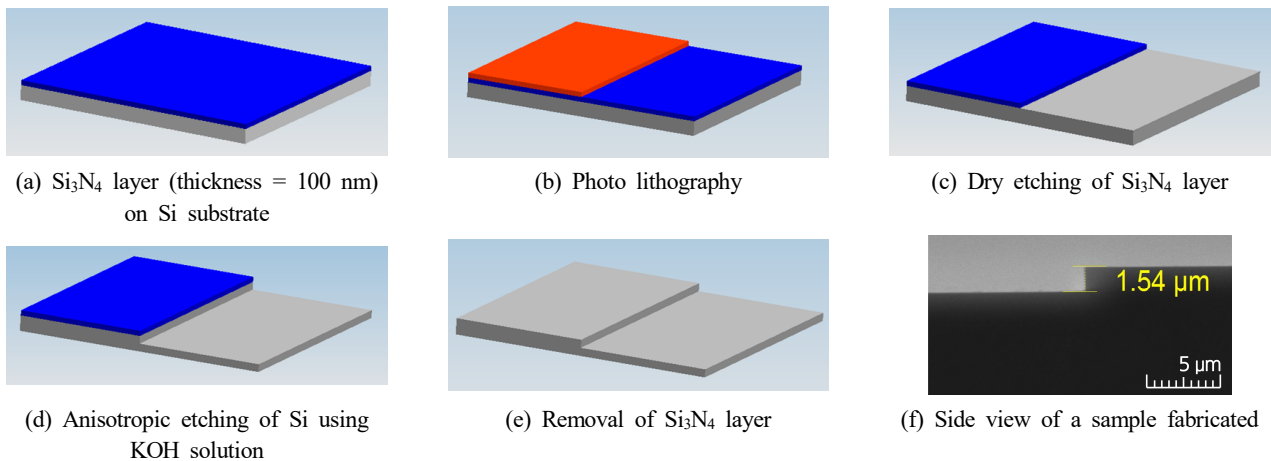 (a) Si₃N₄ layer (thickness = 100 nm)
on Si substrate
(b) Photo lithography
(c) Dry etching of Si₃N₄ layer
1.54 μm
5 μm
(d) Anisotropic etching of Si using
KOH solution
(e) Removal of Si₃N₄ layer
(f) Side view of a sample fabricated